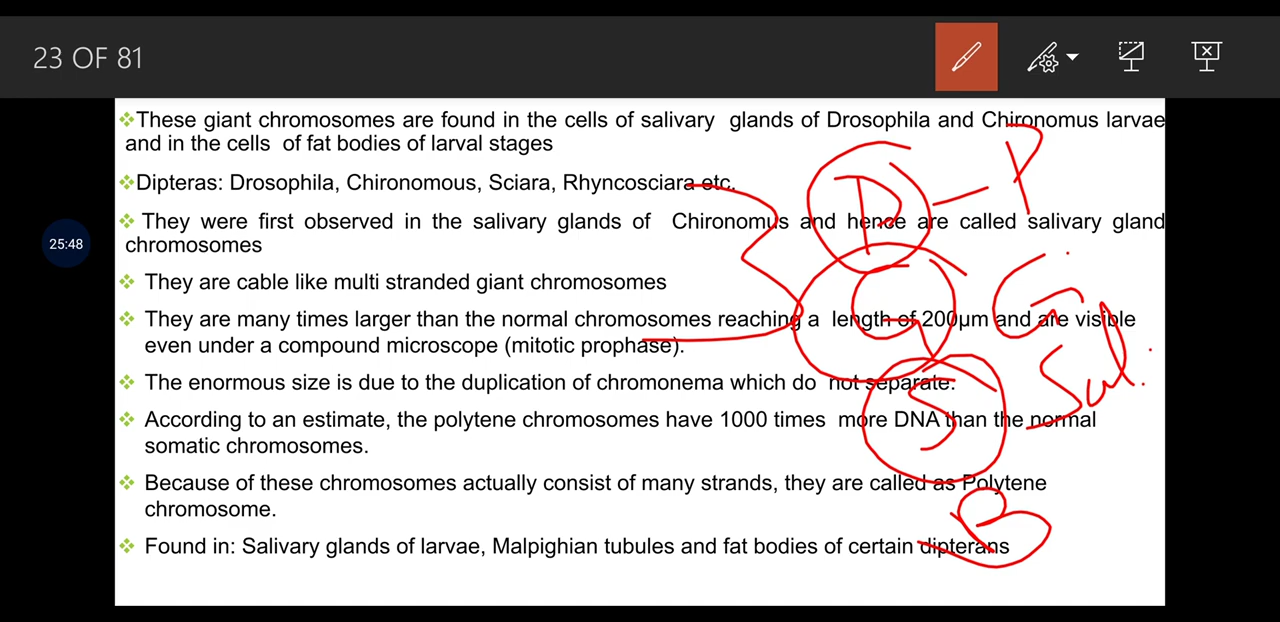 23 OF 81
These giant chromosomes are found in the cells of salivary glands of Drosophila and Chironomus larvae
and in the cells of fat bodies of larval stages
Dipteras: Drosophila, Chironomous, Sciara, Rhyncosciara etc.
They were first observed in the salivary glands of Chironomus and hence are called salivary gland
chromosomes
25:48
They are cable like multi stranded giant chromosomes
They are many times larger than the normal chromosomes reaching a length of 200μm and are visible
even under a compound microscope (mitotic prophase).
The enormous size is due to the duplication of chromonema which do not separate.
According to an estimate, the polytene chromosomes have 1000 times more DNA than the normal
somatic chromosomes.
Because of these chromosomes actually consist of many strands, they are called as Polytene
chromosome.
Found in: Salivary glands of larvae, Malpighian tubules and fat bodies of certain dipterans
D – P
G G
S Sal.
B